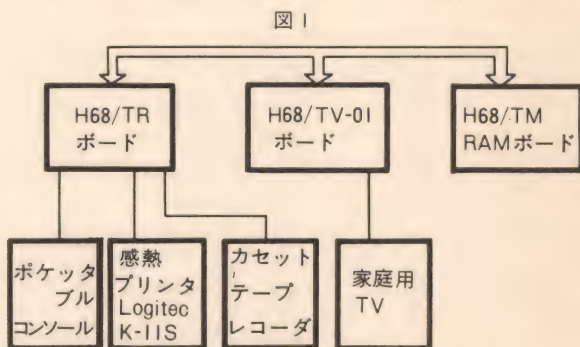 図1
H68/TR
ボード
H68/TV-01
ボード
H68/TM
RAMボード
ポケッタ
ブル
コンソール
感熱
プリンタ
Logitec
K-11S
カセット
テープ
レコーダ
家庭用
TV